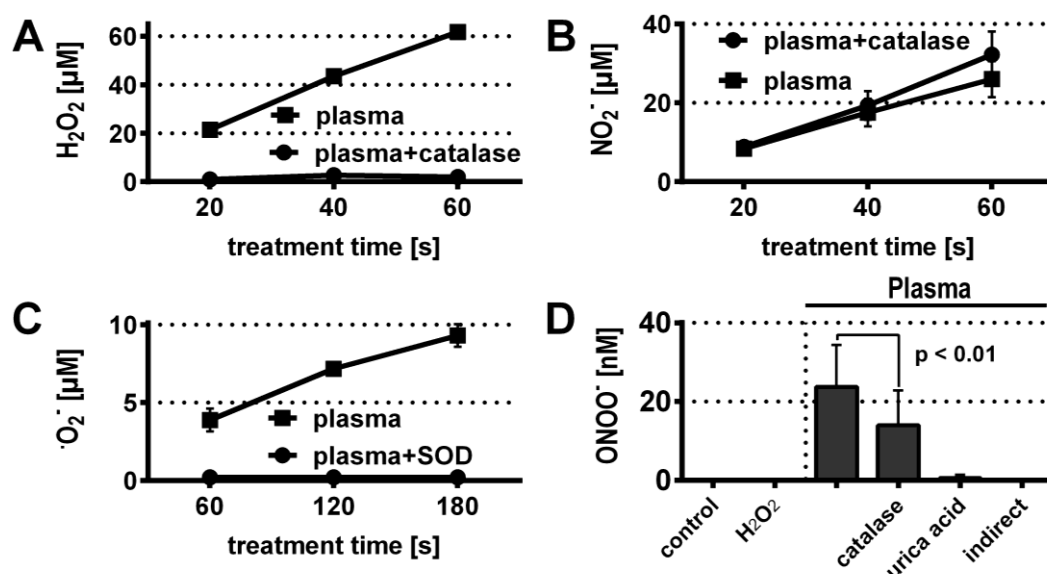 A
H₂O₂ [µM]
60
40
20
0
plasma
plasma+catalase
20 40 60
treatment time [s]
B
NO₂⁻ [µM]
40
20
0
plasma+catalase
plasma
20 40 60
treatment time [s]
C
·O₂⁻ [µM]
10
5
0
plasma
plasma+SOD
60 120 180
treatment time [s]
D
Plasma
ONOO⁻ [nM]
40
20
0
p < 0.01
control
H₂O₂
catalase
urica acid
indirect